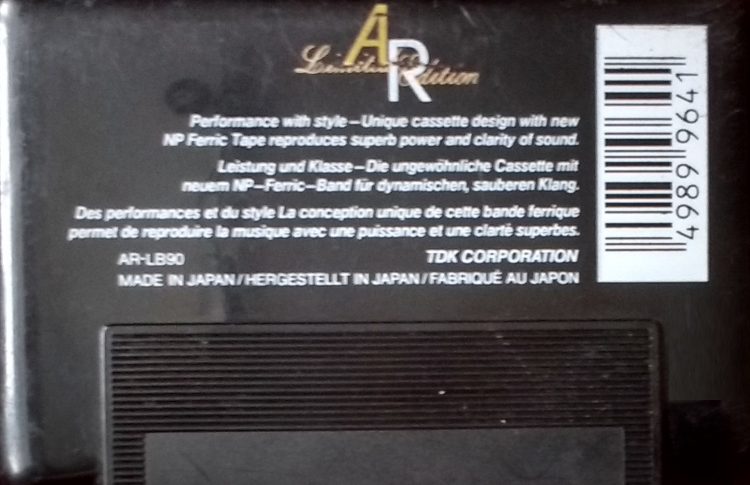 AR
Limited Edition
Performance with style – Unique cassette design with new
NP Ferric Tape reproduces superb power and clarity of sound.
Leistung und Klasse – Die ungewöhnliche Cassette mit
neuem NP–Ferric–Band für dynamischen, sauberen Klang.
Des performances et du style La conception unique de cette bande ferrique
permet de reproduire la musique avec une puissance et une clarté superbes.
AR-LB90 TDK CORPORATION
MADE IN JAPAN/HERGESTELLT IN JAPAN/FABRIQUÉ AU JAPON
4989 9641